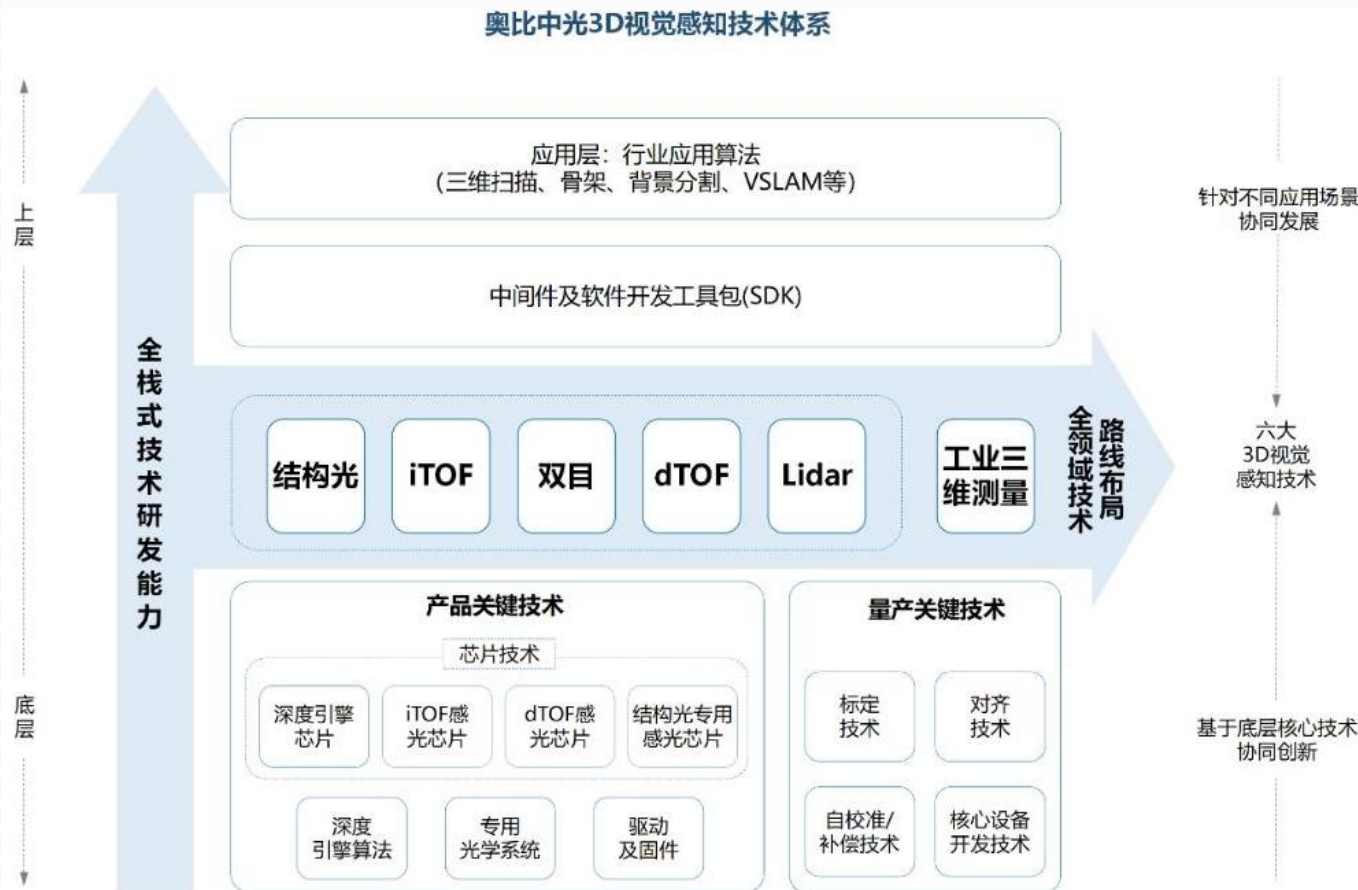 奥比中光3D视觉感知技术体系
上
层
底
层
全
栈
式
技
术
研
发
能
力
应用层：行业应用算法
（三维扫描、骨架、背景分割、VSLAM等）
中间件及软件开发工具包(SDK)
结构光
iTOF
双目
dTOF
Lidar
工业三
维测量
全领域技术
路线布局
产品关键技术
芯片技术
深度引擎
芯片
iTOF感
光芯片
dTOF感
光芯片
结构光专用
感光芯片
深度
引擎算法
专用
光学系统
驱动
及固件
量产关键技术
标定
技术
对齐
技术
自校准/
补偿技术
核心设备
开发技术
针对不同应用场景
协同发展
六大
3D视觉
感知技术
基于底层核心技术
协同创新